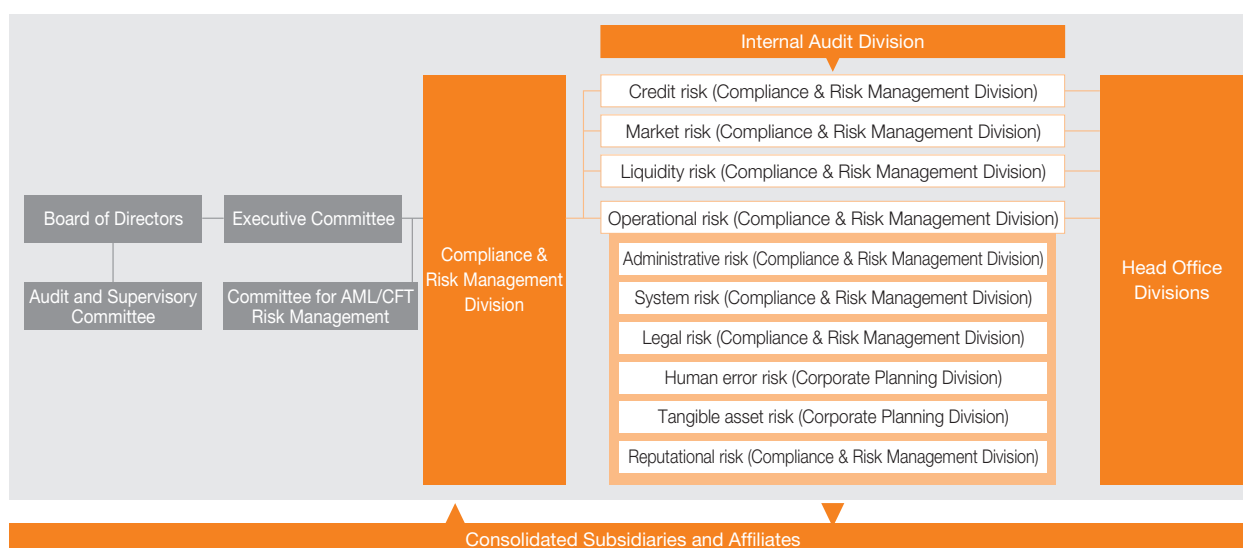 Internal Audit Division
Credit risk (Compliance & Risk Management Division)
Market risk (Compliance & Risk Management Division)
Liquidity risk (Compliance & Risk Management Division)
Board of Directors
Executive Committee
Operational risk (Compliance & Risk Management Division)
Compliance &
Risk Management
Division
Administrative risk (Compliance & Risk Management Division)
Head Office
Divisions
Audit and Supervisory
Committee
Committee for AML/CFT
Risk Management
System risk (Compliance & Risk Management Division)
Legal risk (Compliance & Risk Management Division)
Human error risk (Corporate Planning Division)
Tangible asset risk (Corporate Planning Division)
Reputational risk (Compliance & Risk Management Division)
Consolidated Subsidiaries and Affiliates